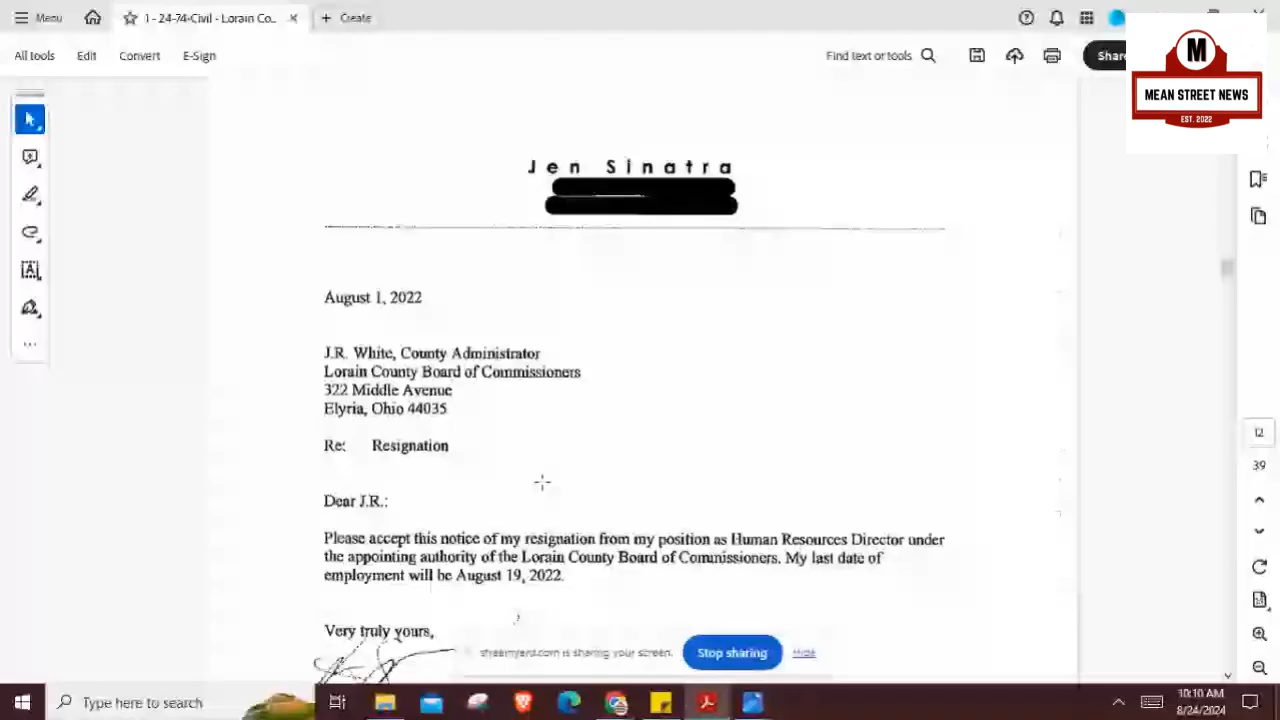 Menu
1 - 24-74-Civil - Lorain Co...
Create
All tools
Edit
Convert
E-Sign
Find text or tools
Share
M
MEAN STREET NEWS
EST. 2022
Jen Sinatra
August 1, 2022
J.R. White, County Administrator
Lorain County Board of Commissioners
322 Middle Avenue
Elyria, Ohio 44035
Re: Resignation
Dear J.R.:
Please accept this notice of my resignation from my position as Human Resources Director under
the appointing authority of the Lorain County Board of Commissioners. My last date of
employment will be August 19, 2022.
Very truly yours,
streamyard.com is sharing your screen.
Stop sharing
Hide
12
39
Type here to search
10:10 AM
8/24/2024